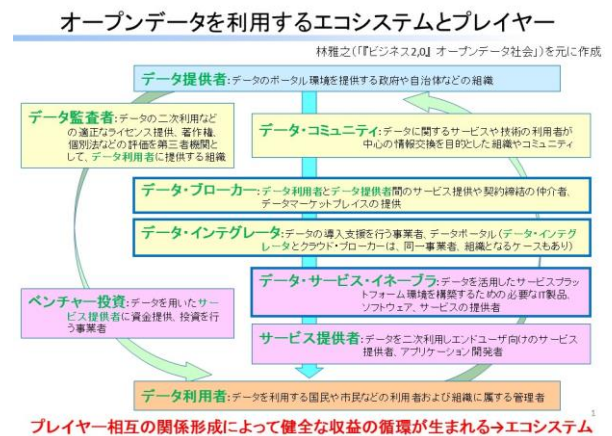 オープンデータを利用するエコシステムとプレイヤー
林雅之(「『ビジネス2,0』 オープンデータ社会」)を元に作成
データ提供者:データのポータル環境を提供する政府や自治体などの組織
データ監査者:データの二次利用など
の適正なライセンス提供、著作権、
個別法などの評価を第三者機関と
して、データ利用者に提供する組織
データ・コミュニティ:データに関するサービスや技術の利用者が
中心の情報交換を目的とした組織やコミュニティ
データ・ブローカー:データ利用者とデータ提供者間のサービス提供や契約締結の仲介者、
データマーケットプレイスの提供
データ・インテグレータ:データの導入支援を行う事業者、データポータル(データ・インテグ
レータとクラウド・ブローカーは、同一事業者、組織となるケースもあり)
データ・サービス・イネーブラ:データを活用したサービスプラッ
トフォーム環境を構築するための必要なIT製品、
ソフトウェア、サービスの提供者
ベンチャー投資:データを用いたサー
ビス提供者に資金提供、投資を行
う事業者
サービス提供者:データを二次利用しエンドユーザ向けのサービス
提供者、アプリケーション開発者
データ利用者:データを利用する国民や市民などの利用者および組織に属する管理者
1
プレイヤー相互の関係形成によって健全な収益の循環が生まれる→エコシステム